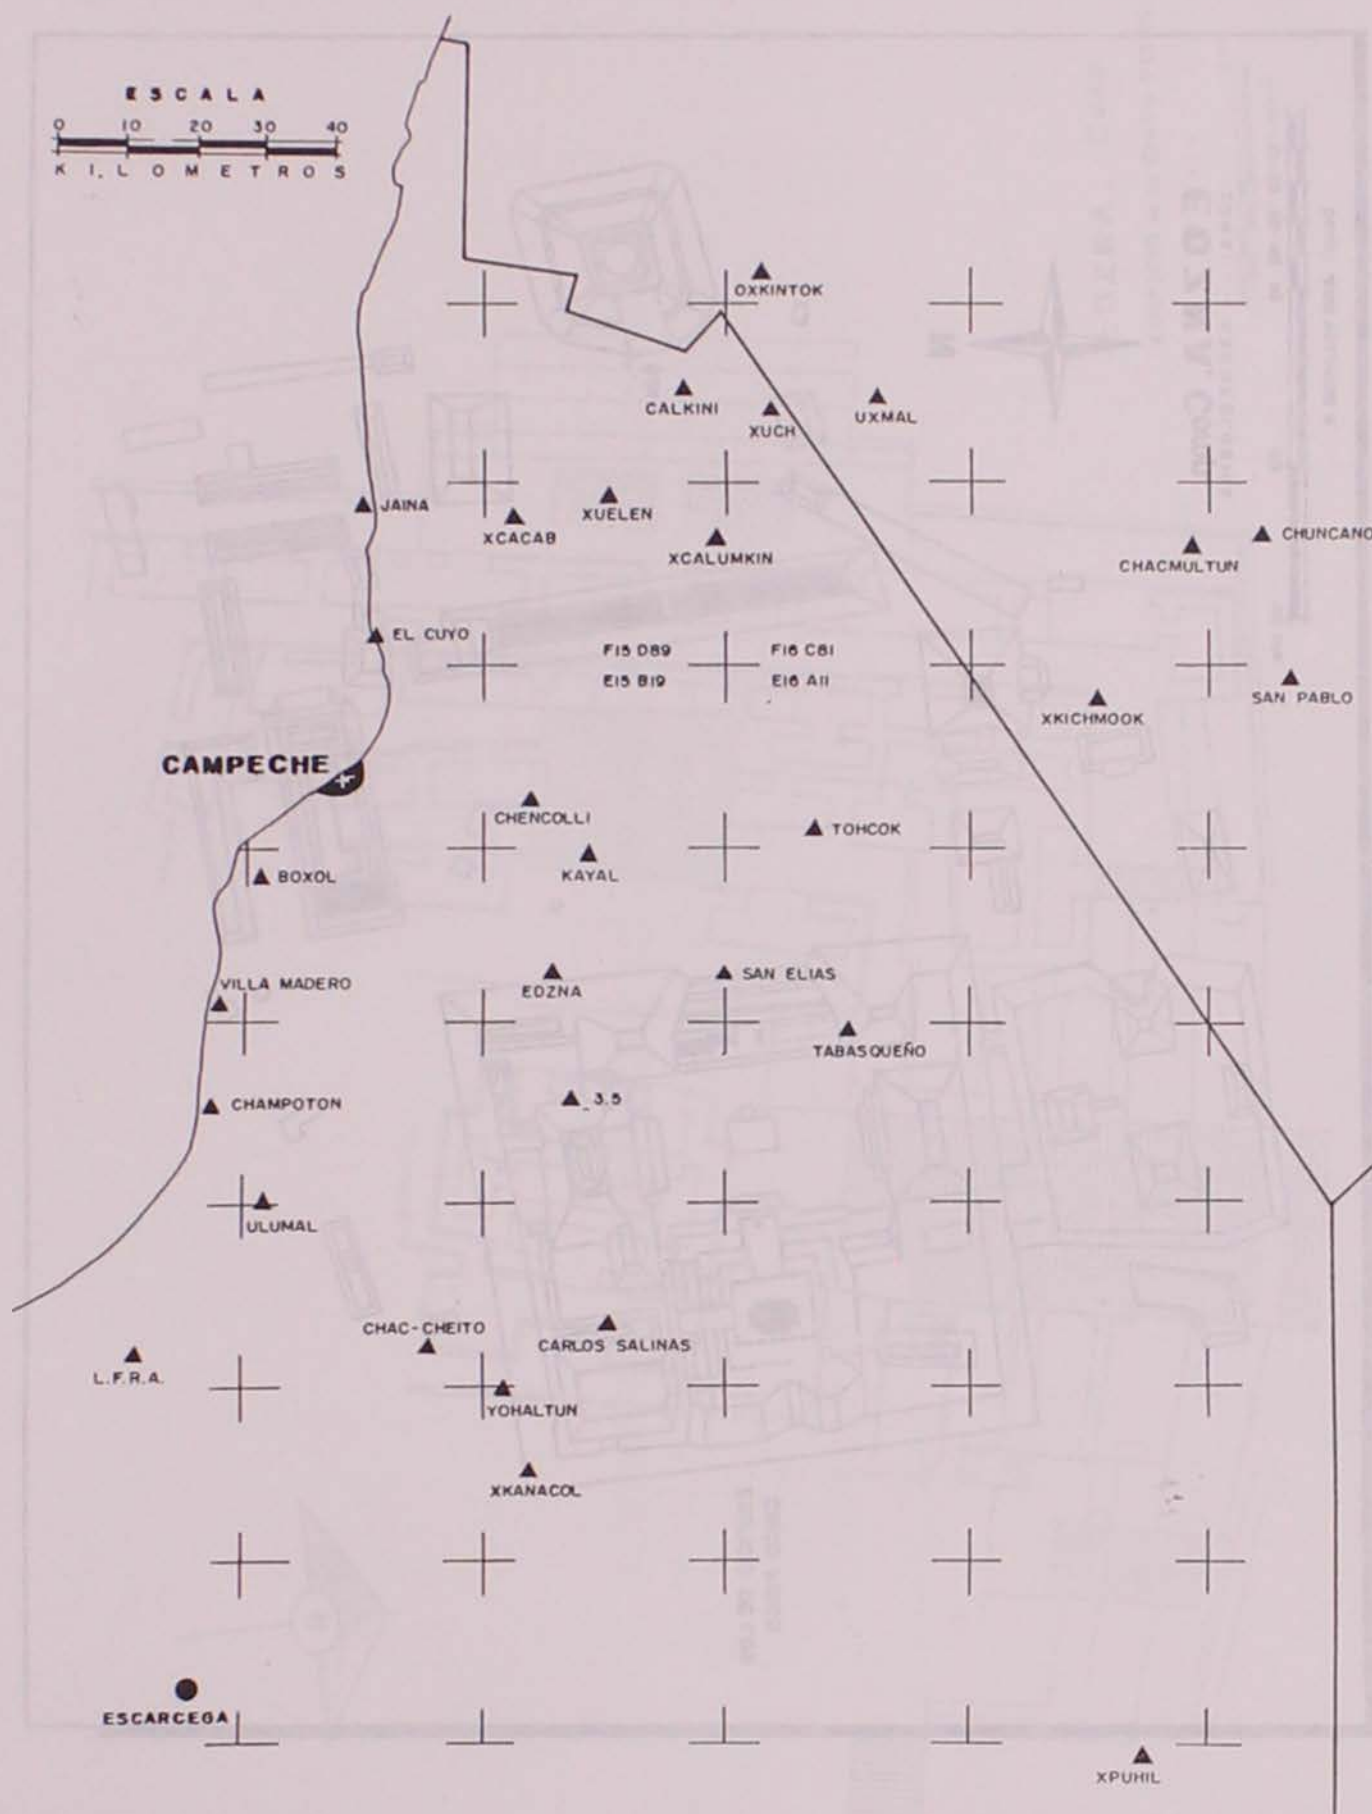 ESCALA
0 10 20 30 40
KILOMETROS
OXKINTOK
CALKINI
XUCH
UXMAL
JAINA
XUELEN
XCACAB
XCALUMKIN
CHUNCANO
CHACMULTUN
EL CUYO
F15 D89 F16 C81
E15 B19 E16 A11
SAN PABLO
XKICHMOOK
CAMPECHE
CHENCOLLI
TOHCOK
KAYAL
BOXOL
VILLA MADERO
EDZNA
SAN ELIAS
TABASQUEÑO
3.5
CHAMPOTON
ULUMAL
CHAC-CHEITO
CARLOS SALINAS
L.F.R.A.
YOHALTUN
XKANACOL
ESCARCEGA
XPUHIL